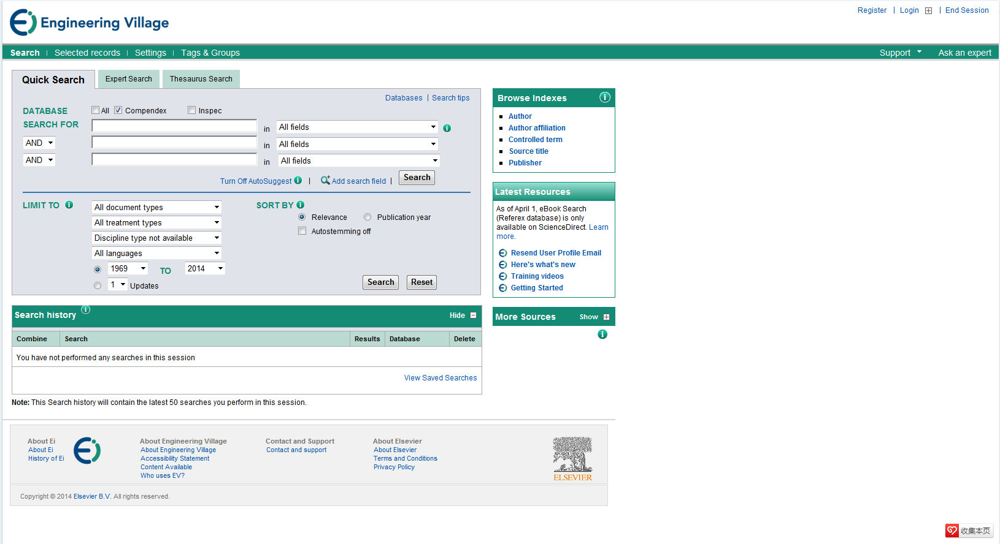 Engineering Village
Register | Login | End Session
Search | Selected records | Settings | Tags & Groups
Support Ask an expert
Quick Search Expert Search Thesaurus Search
Databases | Search tips
DATABASE All Compendex Inspec
SEARCH FOR in All fields
AND in All fields
AND in All fields
Turn Off AutoSuggest | Add search field | Search
LIMIT TO
All document types
All treatment types
Discipline type not available
All languages
1969 TO 2014
1 Updates
SORT BY
Relevance Publication year
Autostemming off
Search Reset
Search history Hide
Combine Search Results Database Delete
You have not performed any searches in this session
View Saved Searches
Note: This Search history will contain the latest 50 searches you perform in this session.
Browse Indexes
Author
Author affiliation
Controlled term
Source title
Publisher
Latest Resources
As of April 1, eBook Search
(Referex database) is only
available on ScienceDirect. Learn
more.
Resend User Profile Email
Here's what's new
Training videos
Getting Started
More Sources Show
About Ei
About Ei
History of Ei
About Engineering Village
About Engineering Village
Accessibility Statement
Content Available
Who uses EV?
Contact and Support
Contact and support
About Elsevier
About Elsevier
Terms and Conditions
Privacy Policy
ELSEVIER
Copyright © 2014 Elsevier B.V. All rights reserved.
收集本页